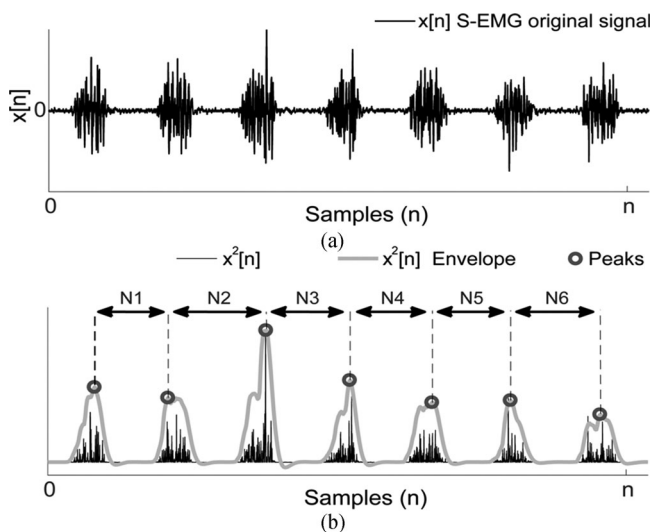 x[n] S-EMG original signal
x[n]
0
0
Samples (n)
n
(a)
x²[n]
x²[n] Envelope
Peaks
N1
N2
N3
N4
N5
N6
0
Samples (n)
n
(b)